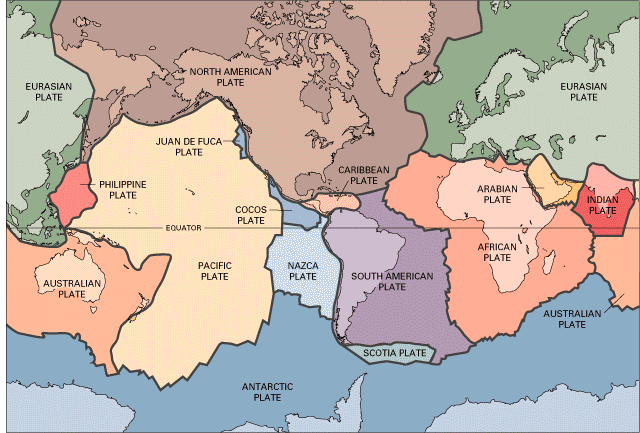 NORTH AMERICAN
PLATE
EURASIAN
PLATE
EURASIAN
PLATE
JUAN DE FUCA
PLATE
CARIBBEAN
PLATE
PHILIPPINE
PLATE
ARABIAN
PLATE
INDIAN
PLATE
COCOS
PLATE
EQUATOR
AFRICAN
PLATE
PACIFIC
PLATE
NAZCA
PLATE
SOUTH AMERICAN
PLATE
AUSTRALIAN
PLATE
AUSTRALIAN
PLATE
SCOTIA PLATE
ANTARCTIC
PLATE